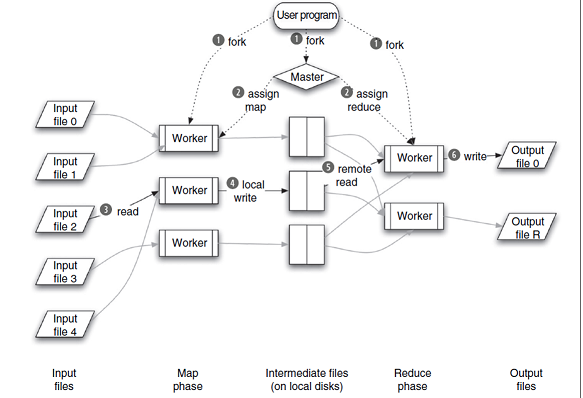 User program
1 fork
1 fork
1 fork
Master
2 assign
map
2 assign
reduce
Input
file 0
Input
file 1
Input
file 2
Input
file 3
Input
file 4
3 read
Worker
Worker
Worker
4 local
write
5 remote
read
Worker
Worker
6 write
Output
file 0
Output
file R
Input
files
Map
phase
Intermediate files
(on local disks)
Reduce
phase
Output
files